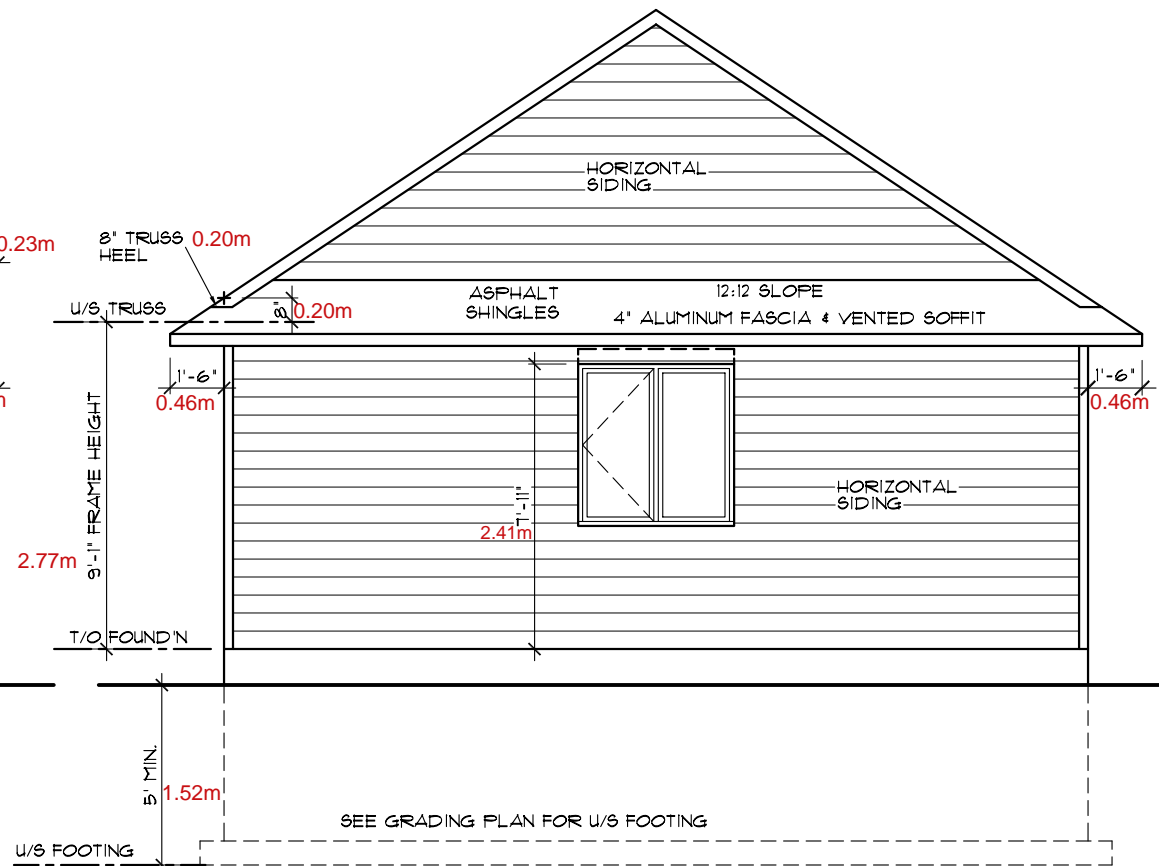 HORIZONTAL
SIDING
0.23m
8" TRUSS 0.20m
HEEL
U/S TRUSS
8"
0.20m
ASPHALT
SHINGLES
12:12 SLOPE
4" ALUMINUM FASCIA & VENTED SOFFIT
1'-6"
0.46m
1'-6"
0.46m
m
9'-1" FRAME HEIGHT
2.77m
7'-11"
2.41m
HORIZONTAL
SIDING
T/O FOUND'N
5' MIN.
1.52m
SEE GRADING PLAN FOR U/S FOOTING
U/S FOOTING